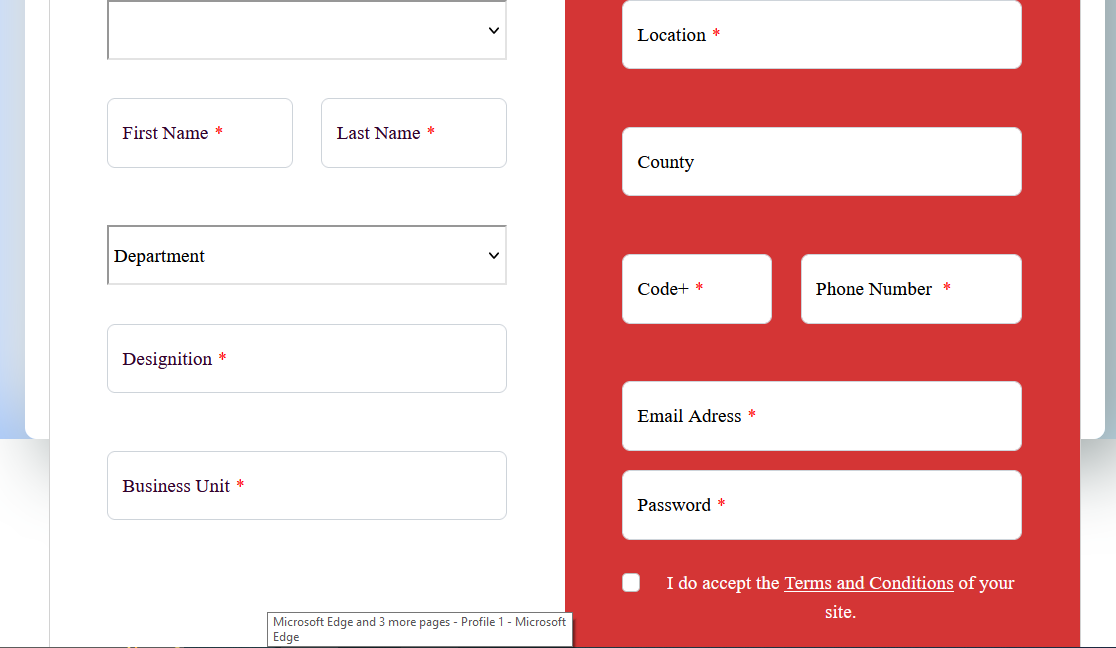 First Name *
Last Name *
Department
Designition *
Business Unit *
Location *
County
Code+ *
Phone Number *
Email Adress *
Password *
I do accept the Terms and Conditions of your
site.
Microsoft Edge and 3 more pages - Profile 1 - Microsoft
Edge